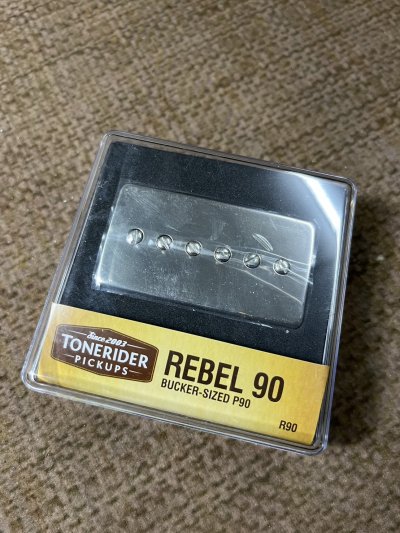 Since 2003
TONERIDER
PICKUPS
REBEL 90
BUCKER-SIZED P90
R90